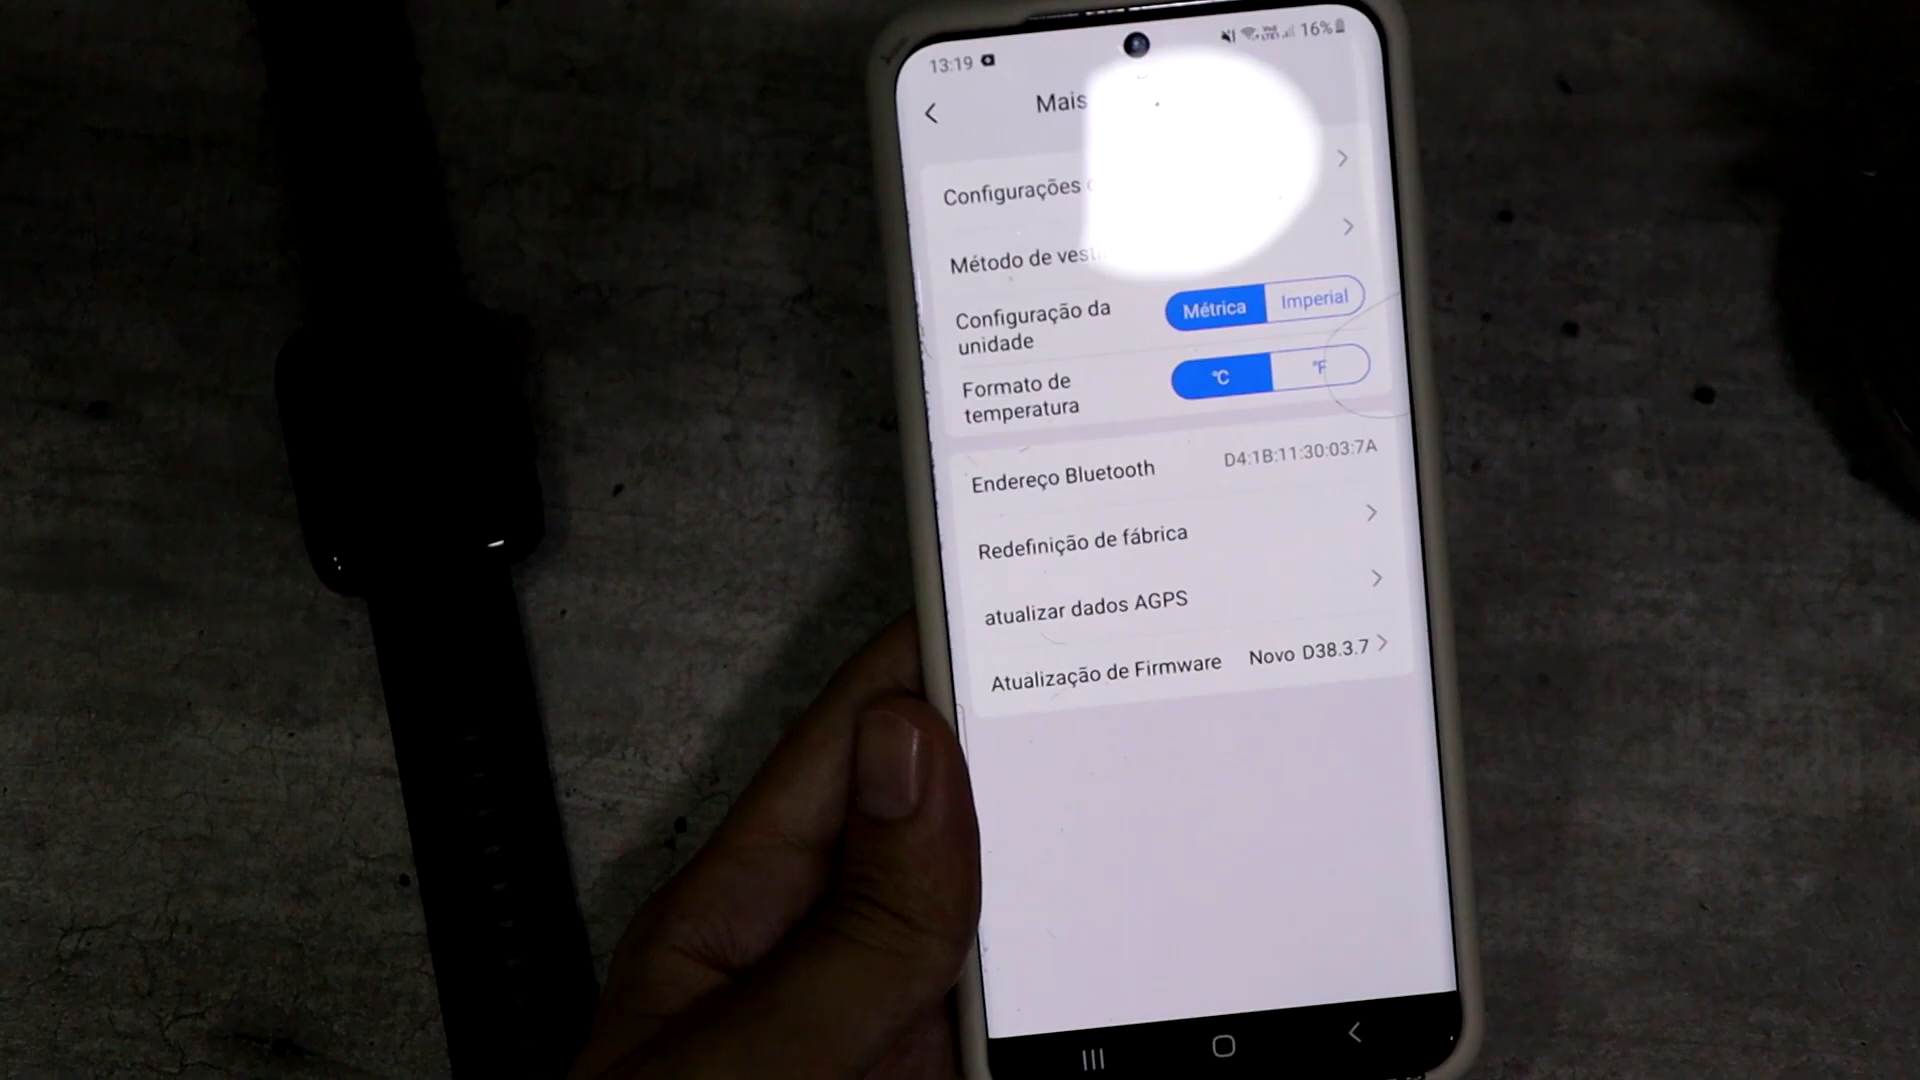 13:19 16%
Mais
Configurações
Método de
Configuração da
unidade
Métrica Imperial
Formato de
temperatura
°C °F
Endereço Bluetooth D4:1B:11:30:03:7A
Redefinição de fábrica
atualizar dados AGPS
Atualização de Firmware Novo D38.3.7